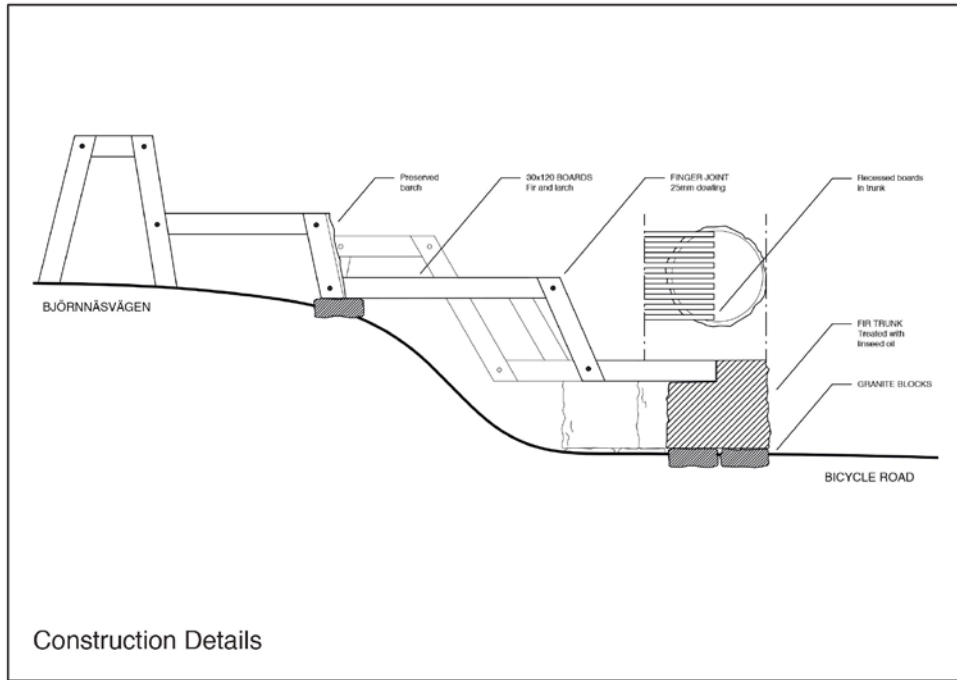 Preserved
barch
30x120 BOARDS
Fir and larch
FINGER JOINT
25mm dowling
Recessed boards
in trunk
BJÖRNNÄSVÄGEN
FIR TRUNK
Treated with
linseed oil
GRANITE BLOCKS
BICYCLE ROAD
Construction Details